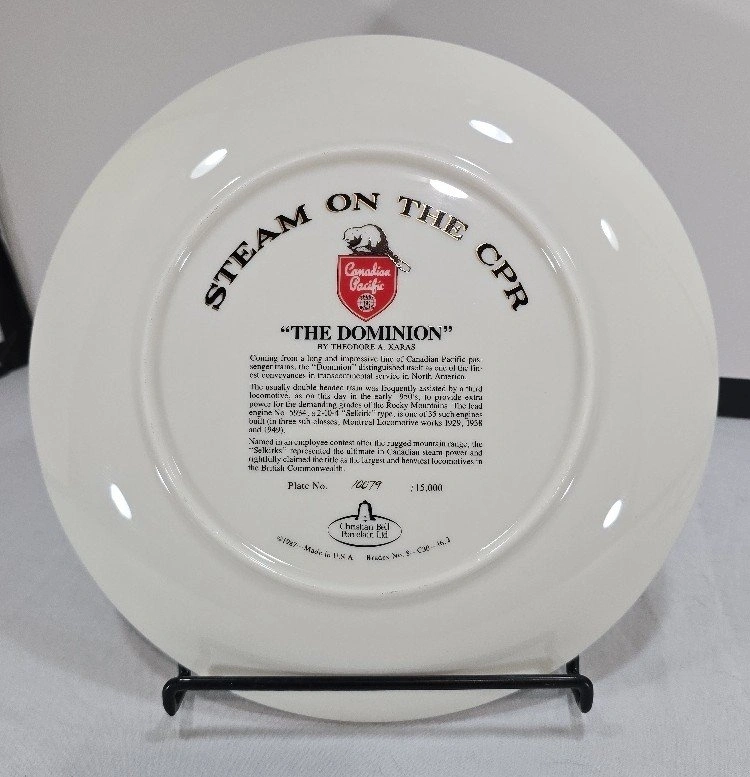 STEAM ON THE CPR
Canadian
Pacific
"THE DOMINION"
BY THEODORE A. XARAS
Coming from a long and impressive line of Canadian Pacific pas-
senger trains, the "Dominion" distinguished itself as one of the fin-
est conveyances in transcontinental service in North America.
The usually double headed train was frequently assisted by a third
locomotive, as on this day in the early 1950's, to provide extra
power for the demanding grades of the Rocky Mountains. The lead
engine No. 5934, a 2-10-4 "Selkirk" type, is one of 35 such engines
built (in three sub-classes, Montreal Locomotive works 1929, 1938
and 1949).
Named in an employee contest after the rugged mountain range, the
"Selkirks" represented the ultimate in Canadian steam power and
rightfully claimed the title as the largest and heaviest locomotives in
the British Commonwealth.
Plate No. 10679 /15,000
Christian Bell
Porcelain Ltd.
©1987 - Made in U.S.A. Bradex No.